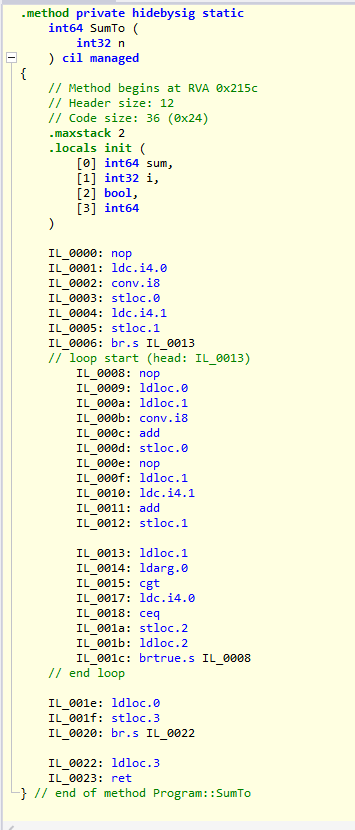 .method private hidebysig static
int64 SumTo (
int32 n
) cil managed
{
// Method begins at RVA 0x215c
// Header size: 12
// Code size: 36 (0x24)
.maxstack 2
.locals init (
[0] int64 sum,
[1] int32 i,
[2] bool,
[3] int64
)
IL_0000: nop
IL_0001: ldc.i4.0
IL_0002: conv.i8
IL_0003: stloc.0
IL_0004: ldc.i4.1
IL_0005: stloc.1
IL_0006: br.s IL_0013
// loop start (head: IL_0013)
IL_0008: nop
IL_0009: ldloc.0
IL_000a: ldloc.1
IL_000b: conv.i8
IL_000c: add
IL_000d: stloc.0
IL_000e: nop
IL_000f: ldloc.1
IL_0010: ldc.i4.1
IL_0011: add
IL_0012: stloc.1
IL_0013: ldloc.1
IL_0014: ldarg.0
IL_0015: cgt
IL_0017: ldc.i4.0
IL_0018: ceq
IL_001a: stloc.2
IL_001b: ldloc.2
IL_001c: brtrue.s IL_0008
// end loop
IL_001e: ldloc.0
IL_001f: stloc.3
IL_0020: br.s IL_0022
IL_0022: ldloc.3
IL_0023: ret
} // end of method Program::SumTo